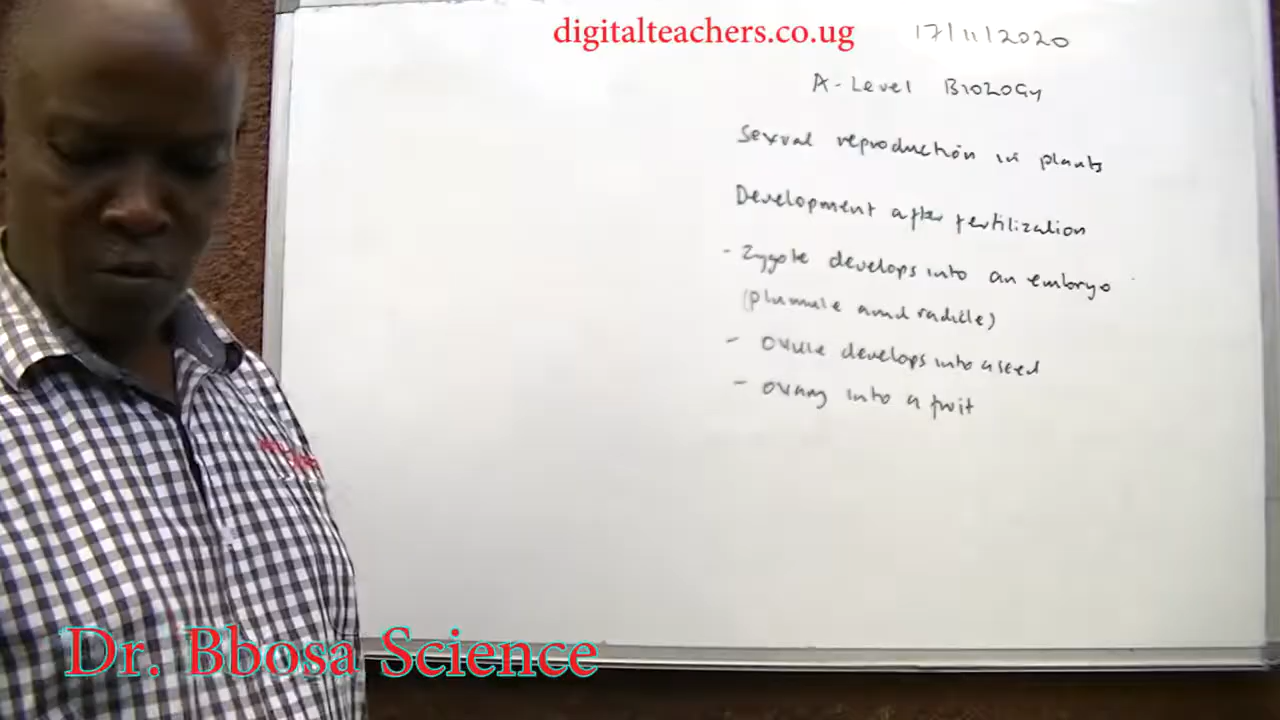 digitalteachers.co.ug
17/11/2020
A-Level BIOLOGY
Sexual reproduction in plants
Development after fertilization
- Zygote develops into an embryo
(plumule and radicle)
- Ovule develops into a seed
- Ovary into a fruit
Dr. Bbosa Science